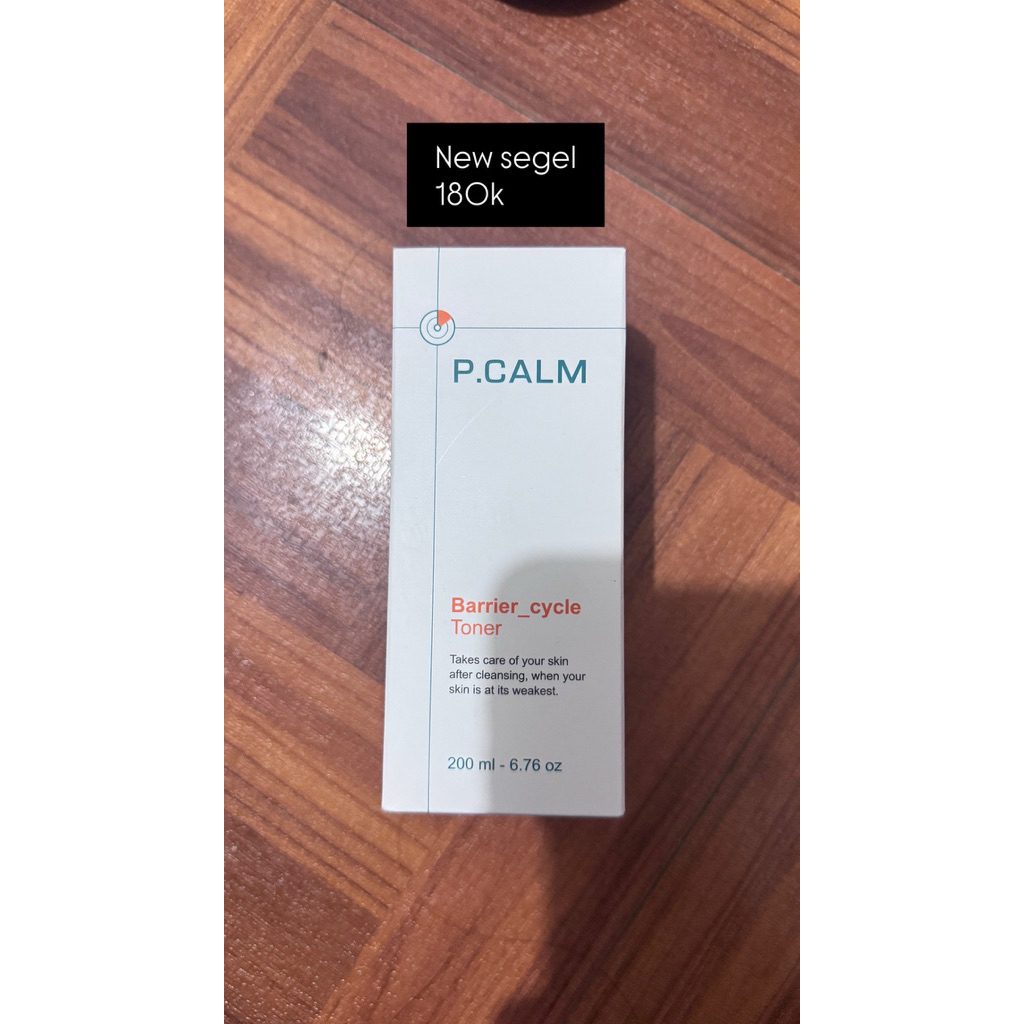 New segel
180k
P.CALM
Barrier_cycle
Toner
Takes care of your skin
after cleansing, when your
skin is at its weakest.
200 ml - 6.76 oz